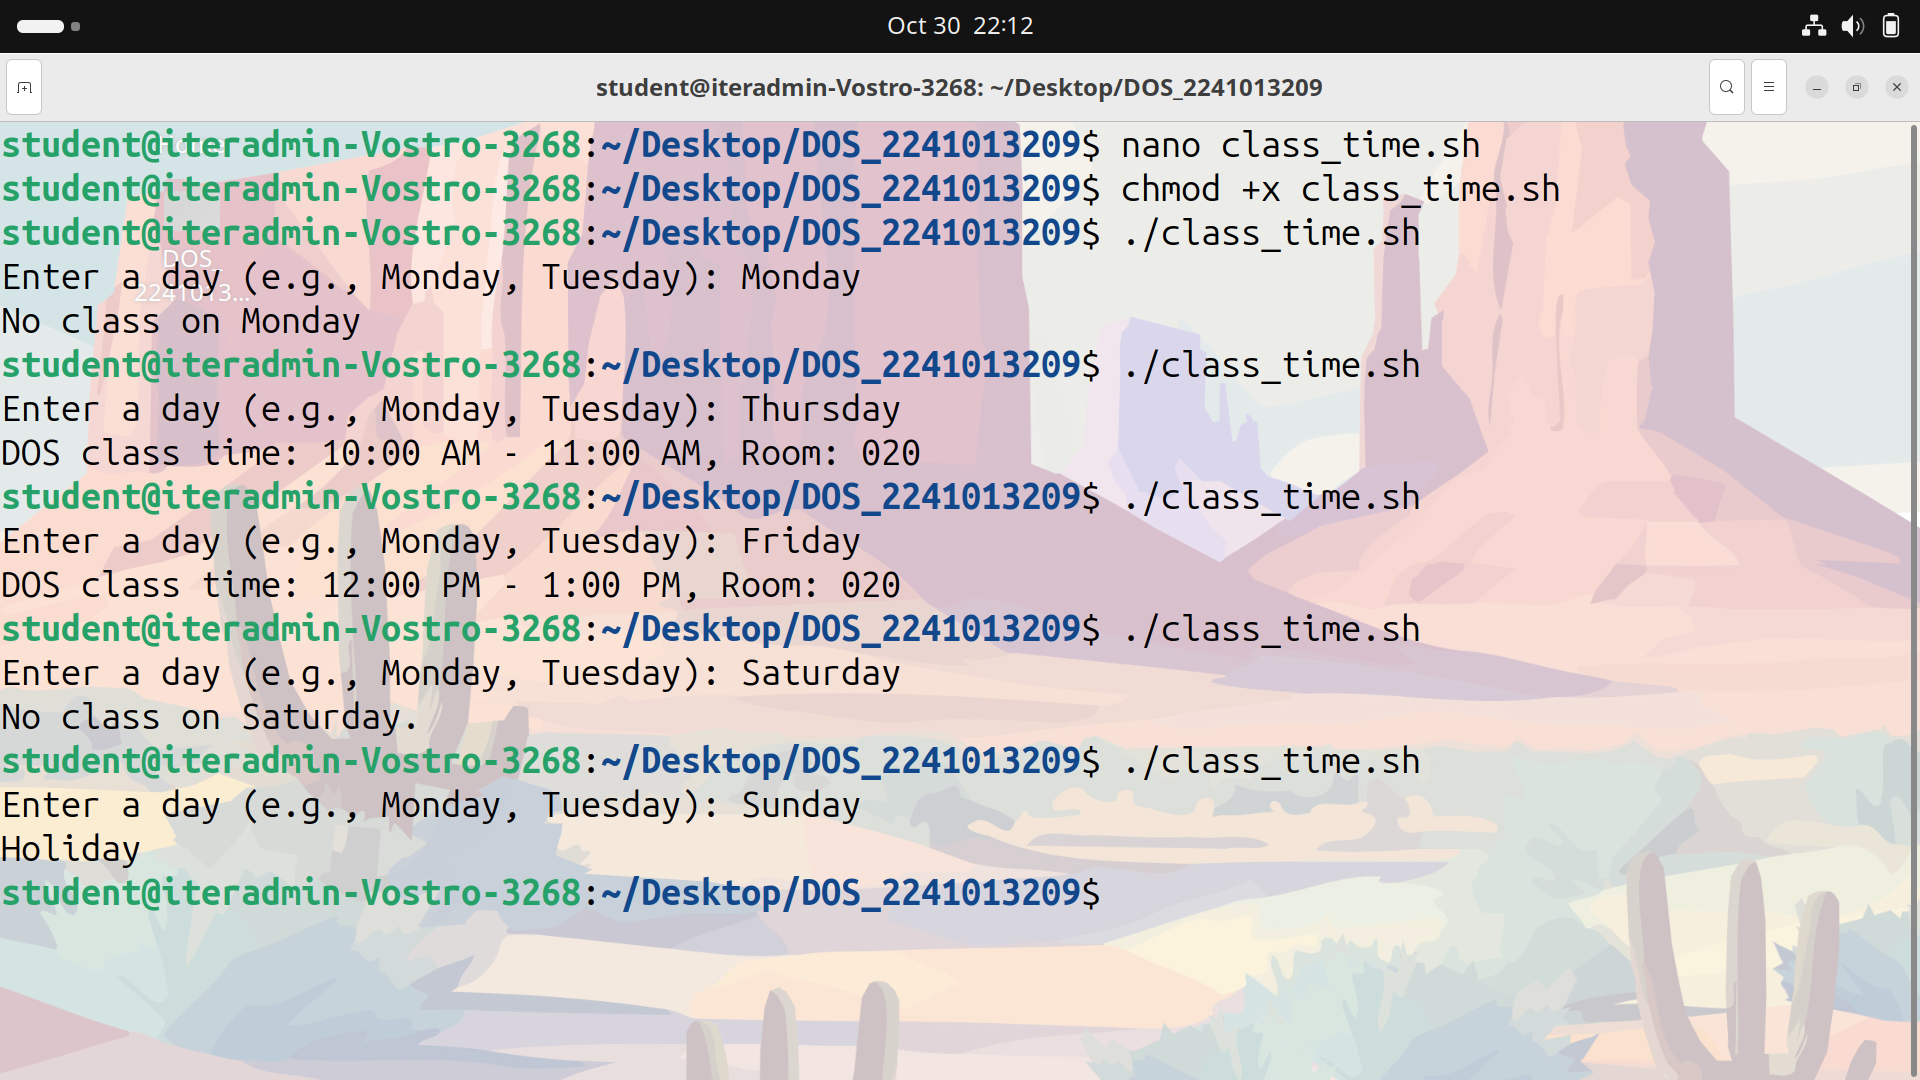 Oct 30 22:12
student@iteradmin-Vostro-3268: ~/Desktop/DOS_2241013209
student@iteradmin-Vostro-3268:~/Desktop/DOS_2241013209$ nano class_time.sh
student@iteradmin-Vostro-3268:~/Desktop/DOS_2241013209$ chmod +x class_time.sh
student@iteradmin-Vostro-3268:~/Desktop/DOS_2241013209$ ./class_time.sh
Enter a day (e.g., Monday, Tuesday): Monday
No class on Monday
student@iteradmin-Vostro-3268:~/Desktop/DOS_2241013209$ ./class_time.sh
Enter a day (e.g., Monday, Tuesday): Thursday
DOS class time: 10:00 AM - 11:00 AM, Room: 020
student@iteradmin-Vostro-3268:~/Desktop/DOS_2241013209$ ./class_time.sh
Enter a day (e.g., Monday, Tuesday): Friday
DOS class time: 12:00 PM - 1:00 PM, Room: 020
student@iteradmin-Vostro-3268:~/Desktop/DOS_2241013209$ ./class_time.sh
Enter a day (e.g., Monday, Tuesday): Saturday
No class on Saturday.
student@iteradmin-Vostro-3268:~/Desktop/DOS_2241013209$ ./class_time.sh
Enter a day (e.g., Monday, Tuesday): Sunday
Holiday
student@iteradmin-Vostro-3268:~/Desktop/DOS_2241013209$
DOS_
2241013...